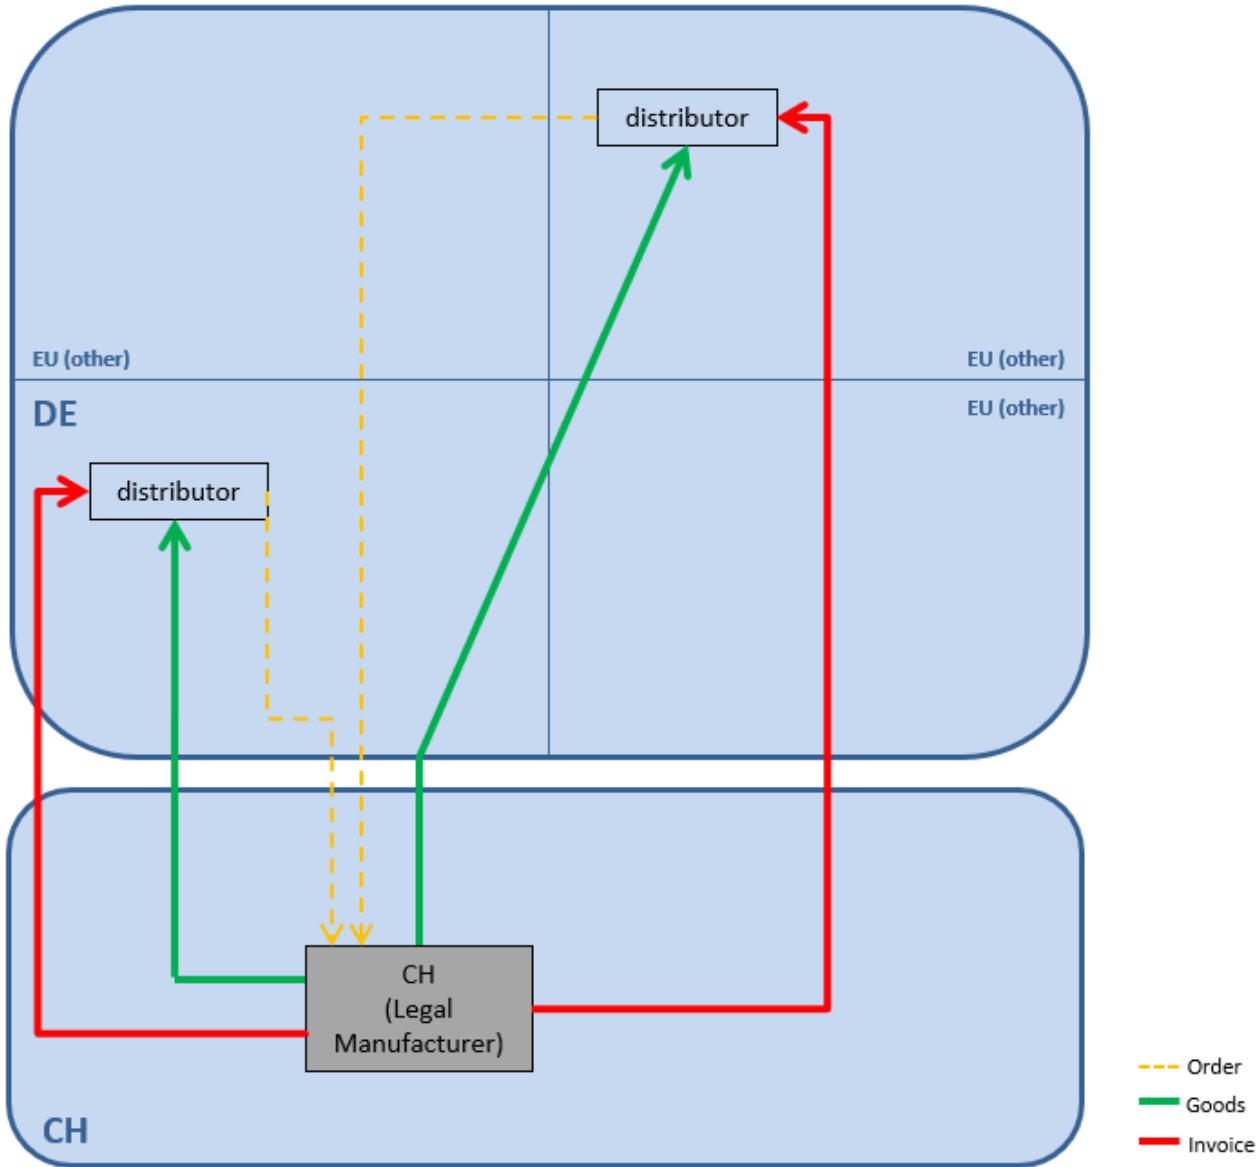 distributor
EU (other)
EU (other)
DE
EU (other)
distributor
CH
(Legal
Manufacturer)
CH
Order
Goods
Invoice